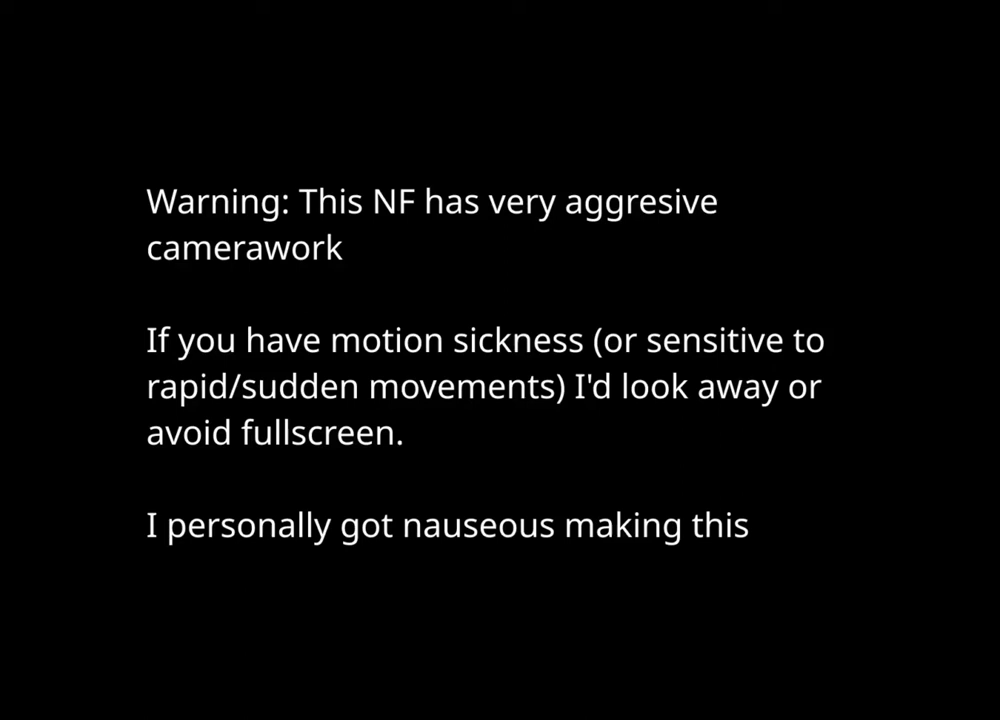 Warning: This NF has very aggresive
camerawork
If you have motion sickness (or sensitive to
rapid/sudden movements) I'd look away or
avoid fullscreen.
I personally got nauseous making this